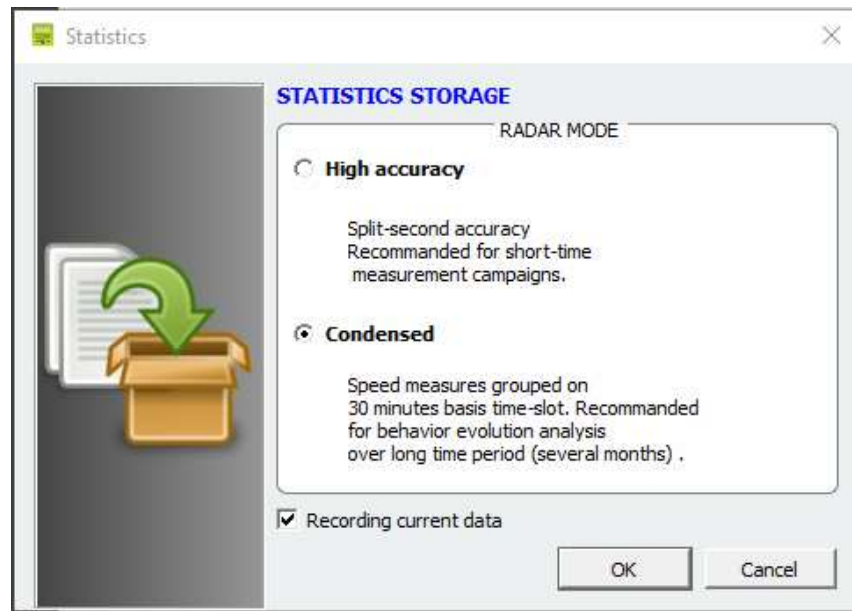 Statistics
STATISTICS STORAGE
RADAR MODE
High accuracy
Split-second accuracy
Recommanded for short-time
measurement campaigns.
Condensed
Speed measures grouped on
30 minutes basis time-slot. Recommanded
for behavior evolution analysis
over long time period (several months) .
Recording current data
OK
Cancel